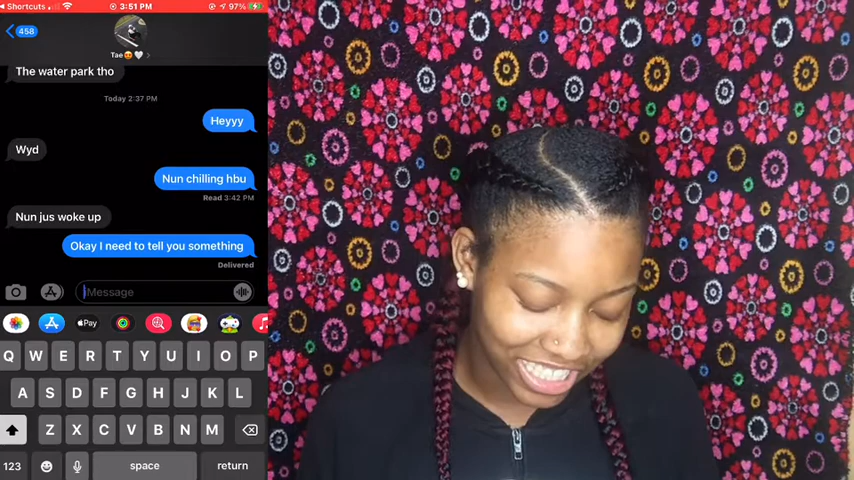 Shortcuts 3:51 PM 97%
458
Tae
The water park tho
Today 2:37 PM
Heyyy
Wyd
Nun chilling hbu
Read 3:42 PM
Nun jus woke up
Okay I need to tell you something
Delivered
iMessage
Pay
Q W E R T Y U I O P
A S D F G H J K L
Z X C V B N M
123 space return